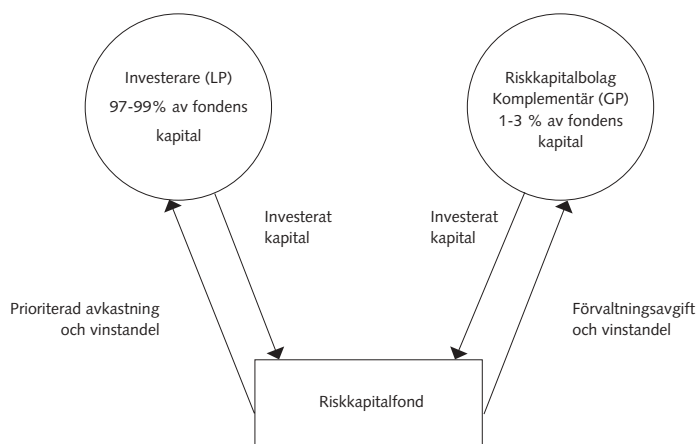 Investerare (LP)
97-99% av fondens
kapital
Riskkapitalbolag
Komplementär (GP)
1-3 % av fondens
kapital
Investerat
kapital
Investerat
kapital
Prioriterad avkastning
och vinstandel
Förvaltningsavgift
och vinstandel
Riskkapitalfond